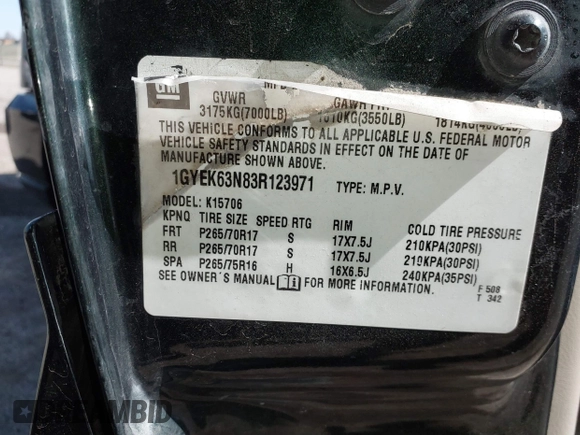 GM
GVWR
3175KG(7000LB)
1610KG(3550LB)
THIS VEHICLE CONFORMS TO ALL APPLICABLE U.S. FEDERAL MOTOR
VEHICLE SAFETY STANDARDS IN EFFECT ON THE DATE OF
MANUFACTURE SHOWN ABOVE.
1GYEK63N83R123971 TYPE: M.P.V.
MODEL: K15706
KPNQ TIRE SIZE SPEED RTG RIM COLD TIRE PRESSURE
FRT P265/70R17 S 17X7.5J 210KPA(30PSI)
RR P265/70R17 S 17X7.5J 210KPA(30PSI)
SPA P265/75R16 H 16X6.5J 240KPA(35PSI)
SEE OWNER'S MANUAL FOR MORE INFORMATION.
F 508
T 342
DREAMBID